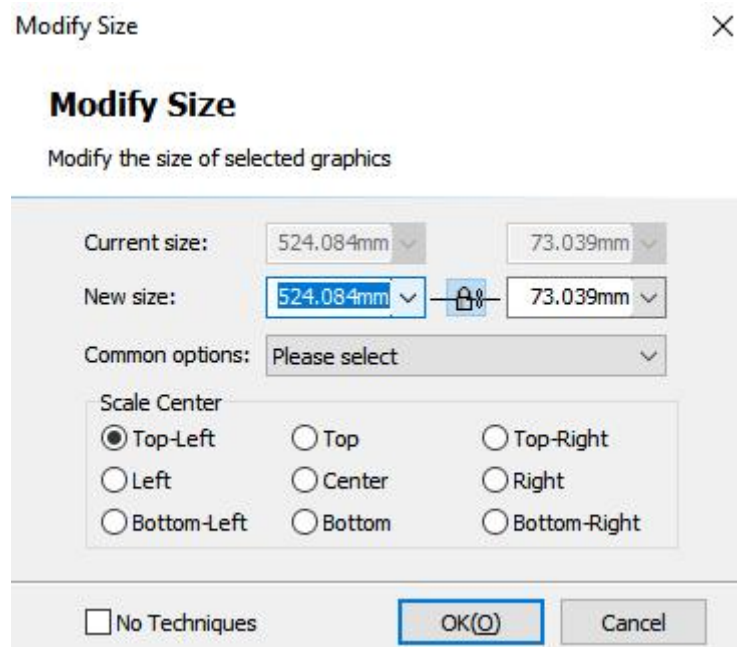 Modify Size
Modify Size
Modify the size of selected graphics
Current size: 524.084mm 73.039mm
New size: 524.084mm 73.039mm
Common options: Please select
Scale Center
Top-Left Top Top-Right
Left Center Right
Bottom-Left Bottom Bottom-Right
No Techniques OK(O) Cancel